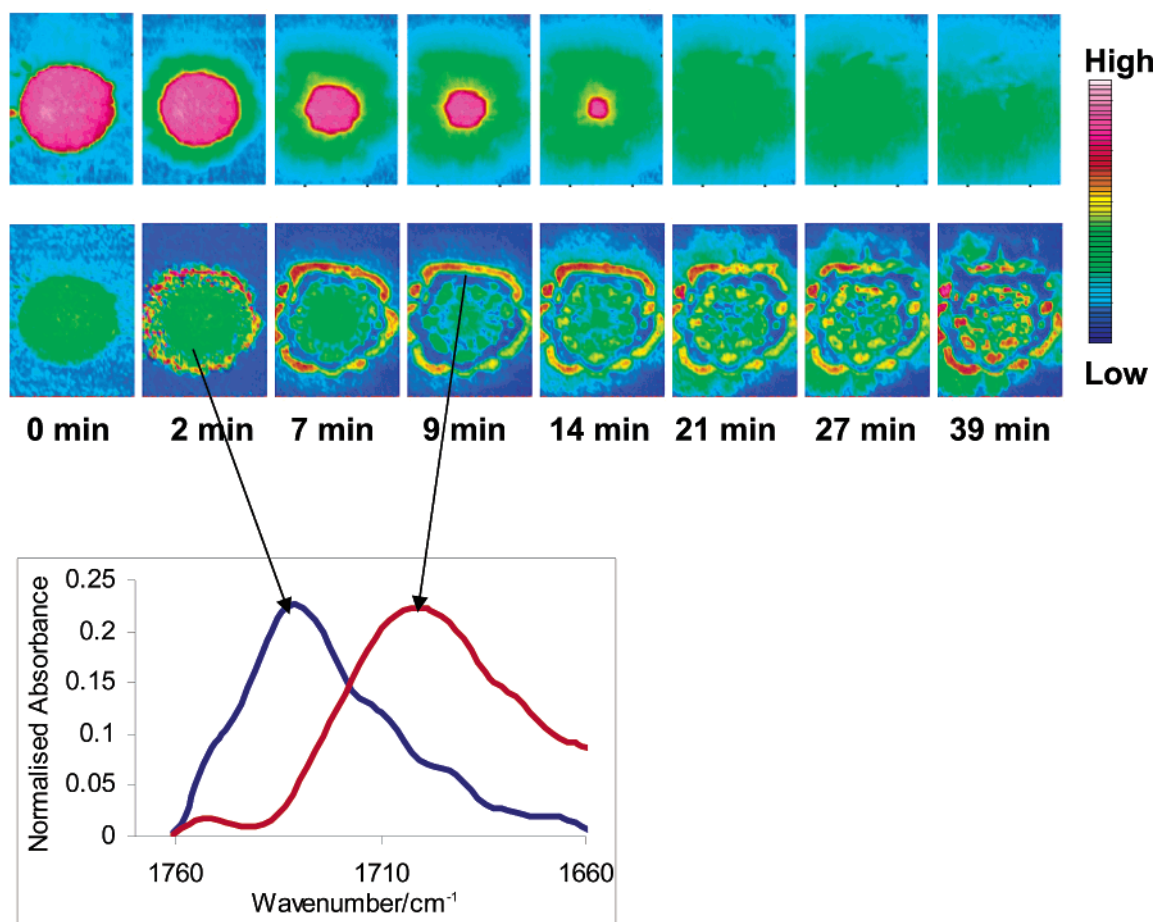 High
Low
0 min 2 min 7 min 9 min 14 min 21 min 27 min 39 min
Normalised Absorbance
0.25
0.2
0.15
0.1
0.05
0
1760 1710 1660
Wavenumber/cm⁻¹